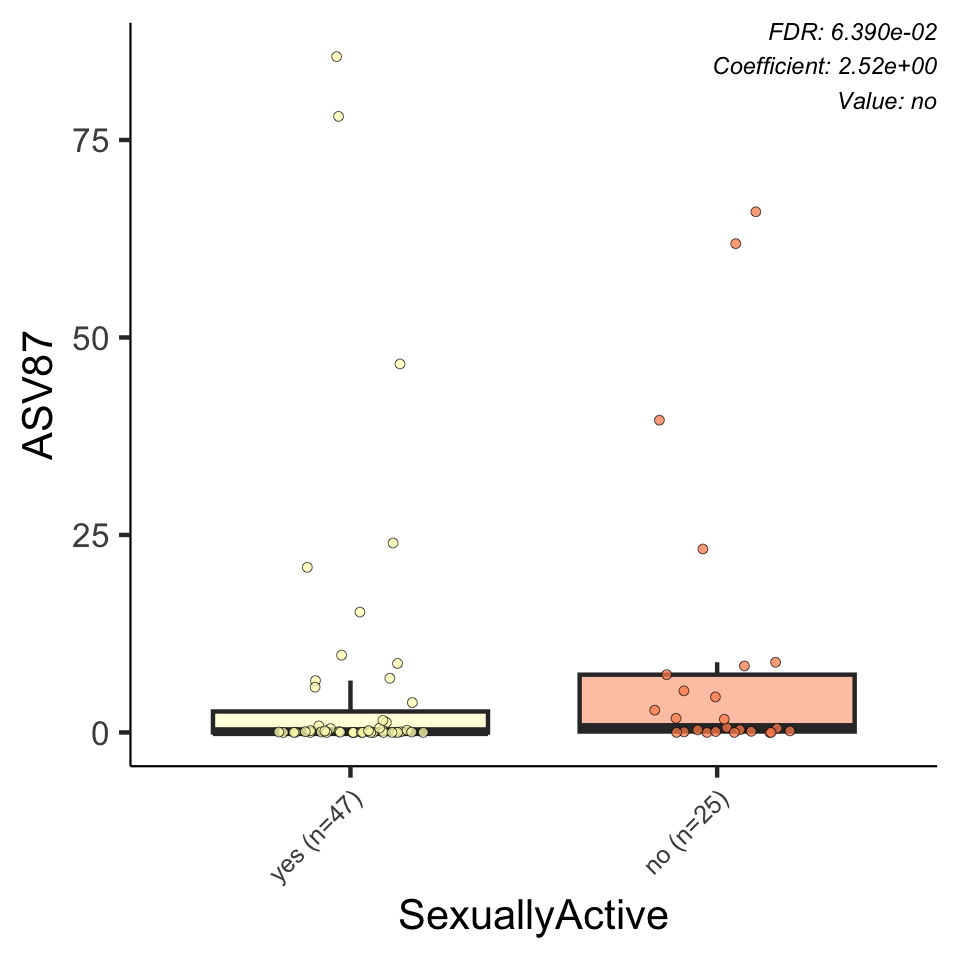 FDR: 6.390e-02
Coefficient: 2.52e+00
Value: no
75
50
25
0
ASV87
yes (n=47)
no (n=25)
SexuallyActive